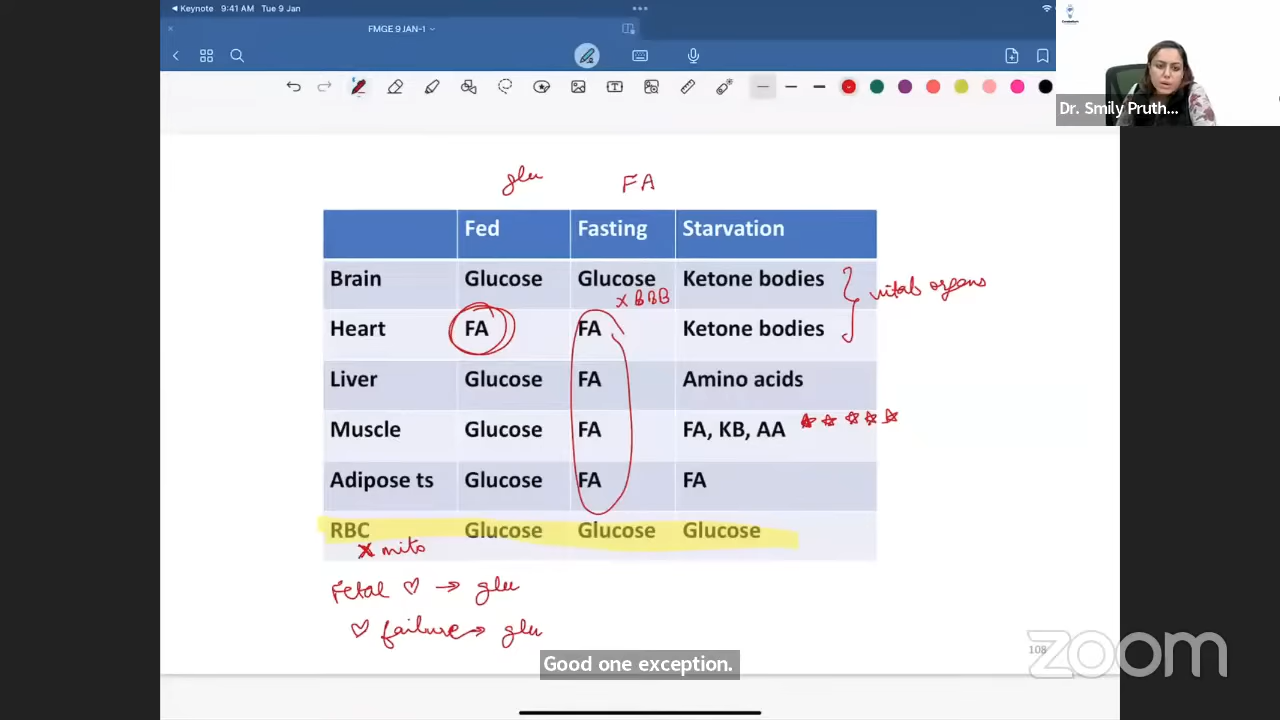 Keynote 9:41 AM Tue 9 Jan
FMGE 9 JAN-1
Dr. Smily Pruth...
glu FA
Fed Fasting Starvation
Brain Glucose Glucose Ketone bodies
x BBB
vital organs
Heart FA FA Ketone bodies
Liver Glucose FA Amino acids
Muscle Glucose FA FA, KB, AA
Adipose ts Glucose FA FA
RBC Glucose Glucose Glucose
x mito
Fetal ♡ → glu
♡ failure → glu
108
zoom
Good one exception.